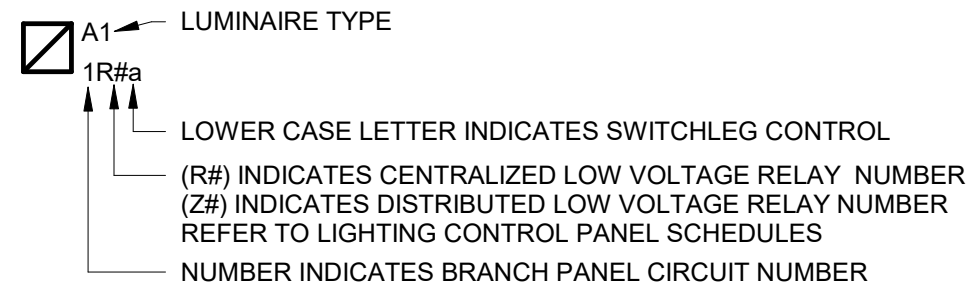 A1
LUMINAIRE TYPE
1R#a
LOWER CASE LETTER INDICATES SWITCHLEG CONTROL
(R#) INDICATES CENTRALIZED LOW VOLTAGE RELAY NUMBER
(Z#) INDICATES DISTRIBUTED LOW VOLTAGE RELAY NUMBER
REFER TO LIGHTING CONTROL PANEL SCHEDULES
NUMBER INDICATES BRANCH PANEL CIRCUIT NUMBER